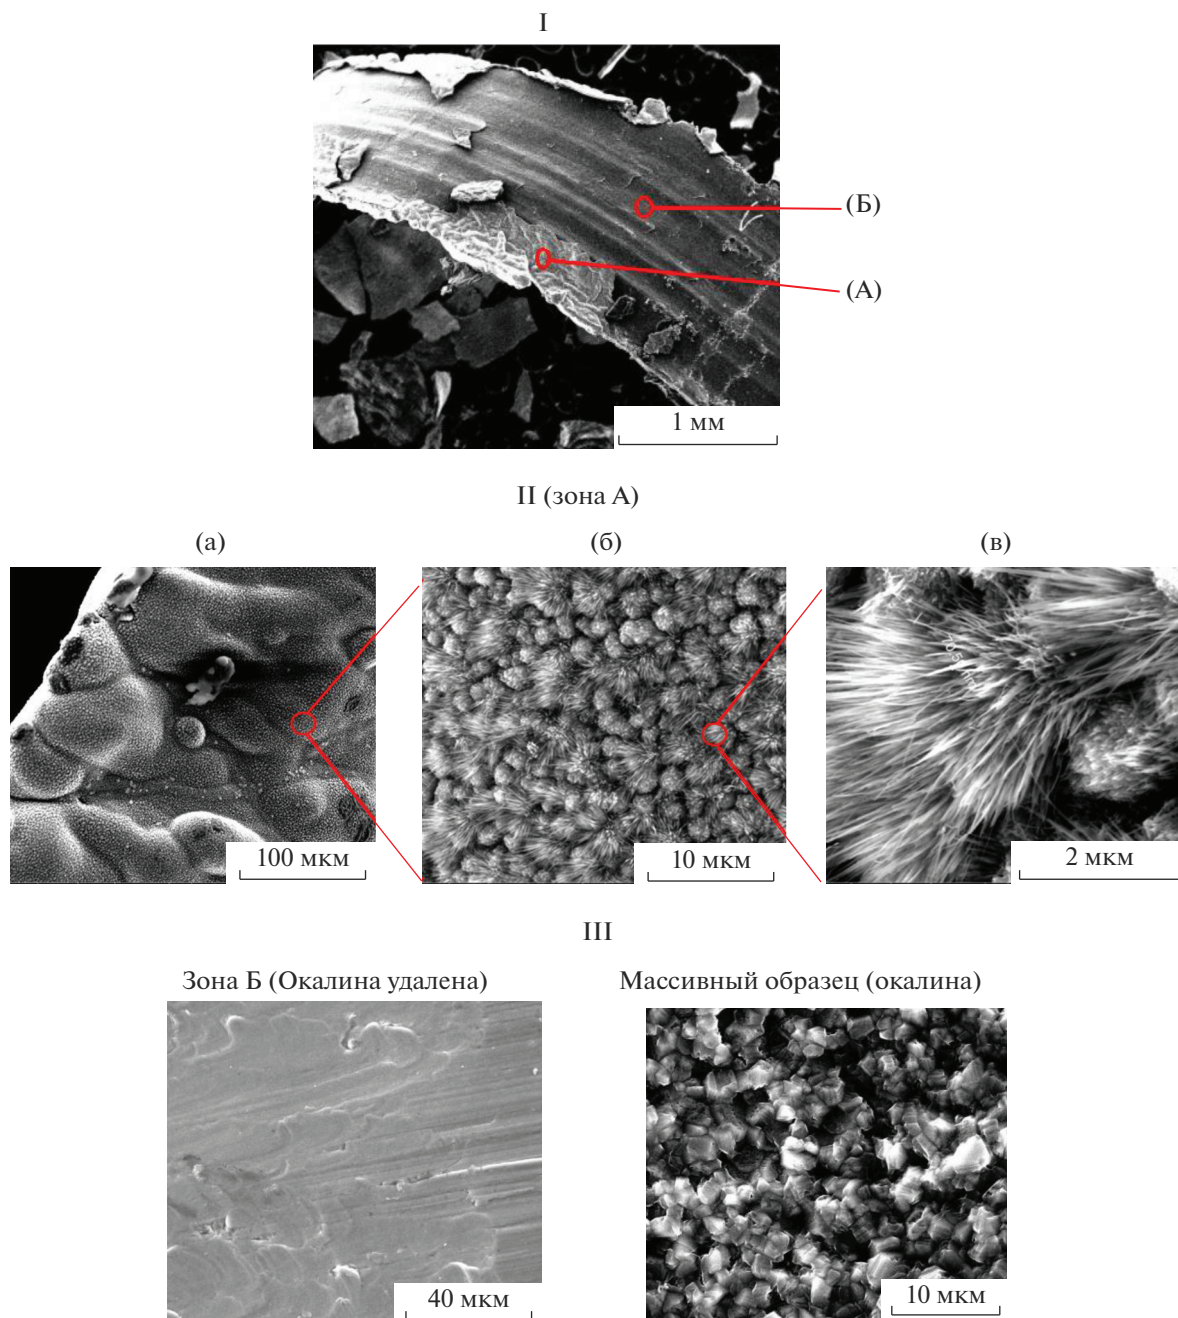 I
(Б)
(А)
1 мм
II (зона А)
(а)
(б)
(в)
100 мкм
10 мкм
2 мкм
III
Зона Б (Окалина удалена)
Массивный образец (окалина)
40 мкм
10 мкм